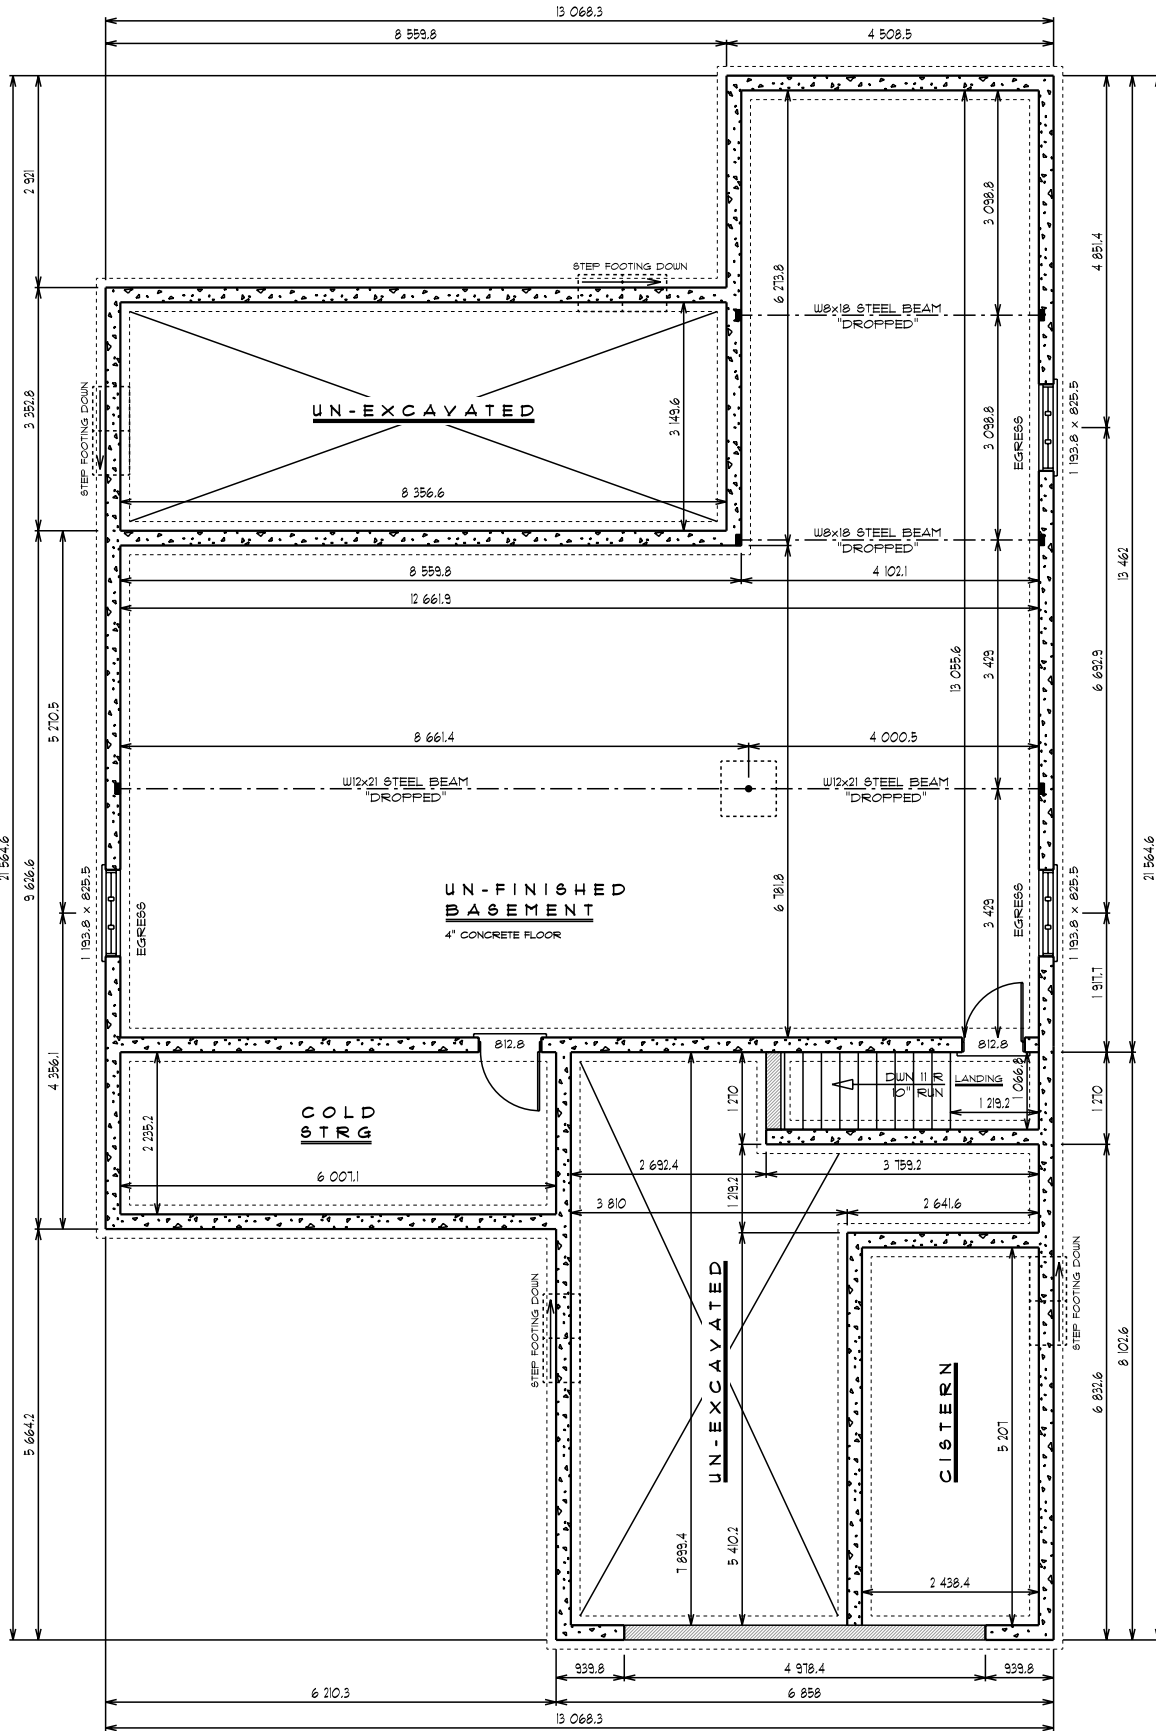 13 068.3
8 559.8
4 508.5
2 921
3 098.8
4 851.4
STEP FOOTING DOWN
6 273.8
W8x18 STEEL BEAM
"DROPPED"
STEP FOOTING DOWN
3 352.8
UN-EXCAVATED
3 149.6
3 098.8
EGRESS
1 193.8 x 825.5
8 356.6
W8x18 STEEL BEAM
"DROPPED"
13 462
8 559.8
4 102.1
12 661.9
5 270.5
13 055.6
3 429
6 692.9
8 661.4
4 000.5
W12x21 STEEL BEAM
"DROPPED"
W12x21 STEEL BEAM
"DROPPED"
21 564.6
9 626.6
21 564.6
UN-FINISHED
BASEMENT
4" CONCRETE FLOOR
6 781.8
3 429
1 193.8 x 825.5
EGRESS
EGRESS
1 193.8 x 825.5
1 917.7
812.8
812.8
4 356.1
COLD
STRG
2 235.2
6 007.1
1 270
DWN 11 R
10" RUN
LANDING
1 066.8
1 219.2
1 270
2 692.4
3 759.2
1 219.2
3 810
2 641.6
STEP FOOTING DOWN
STEP FOOTING DOWN
UN-EXCAVATED
CISTERN
5 207
5 664.2
6 832.6
8 102.6
7 899.4
5 410.2
2 438.4
939.8
4 978.4
939.8
6 210.3
6 858
13 068.3